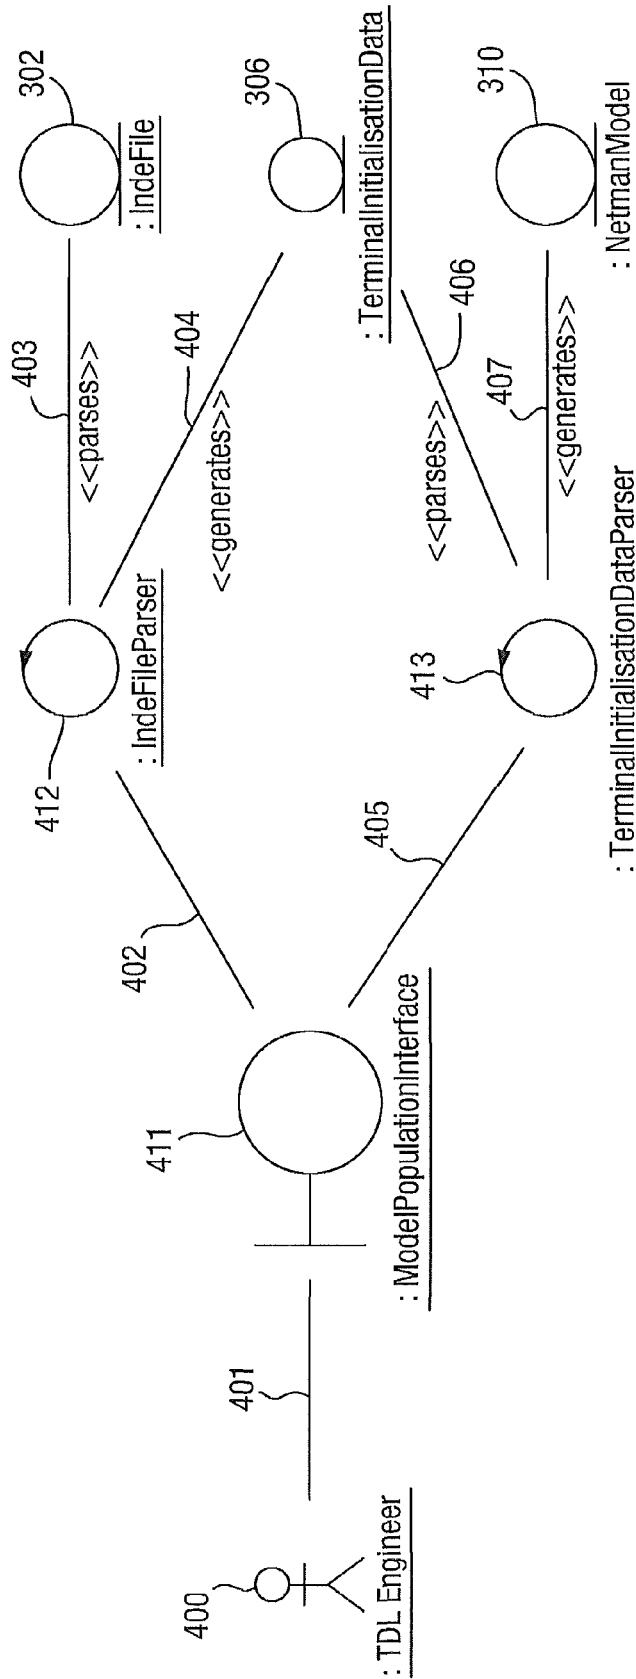 400
: TDL Engineer
401
411
: ModelPopulationInterface
402
405
412
: IndeFileParser
413
: TerminalInitialisationDataParser
403
<<parses>>
404
<<generates>>
406
<<parses>>
407
<<generates>>
302
: IndeFile
306
: TerminalInitialisationData
310
: NetmanModel